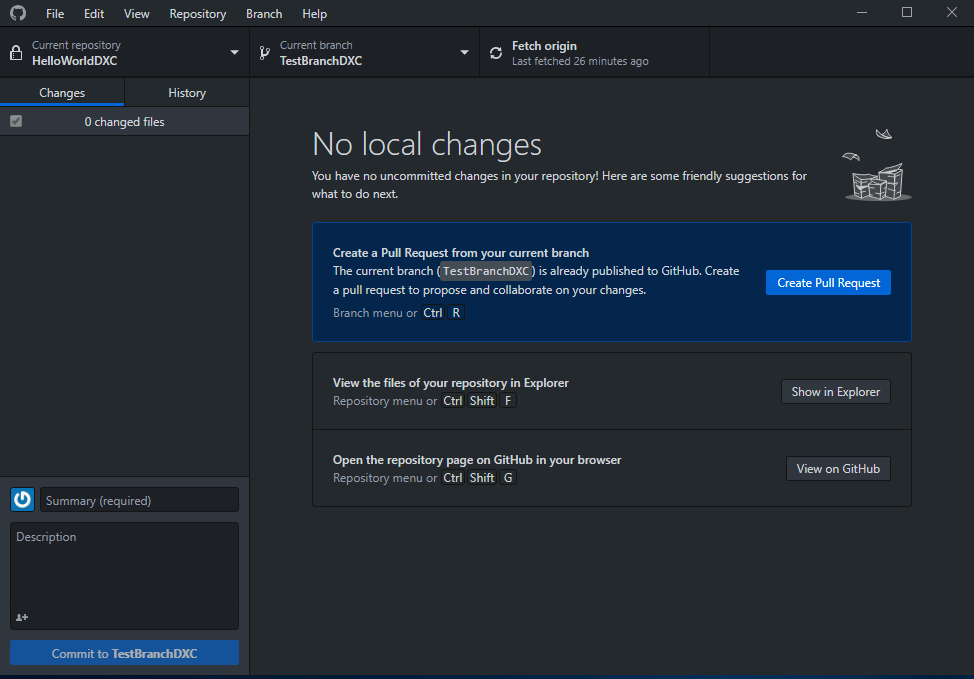 File Edit View Repository Branch Help
Current repository
HelloWorldDXC
Current branch
TestBranchDXC
Fetch origin
Last fetched 26 minutes ago
Changes
History
0 changed files
No local changes
You have no uncommitted changes in your repository! Here are some friendly suggestions for
what to do next.
Create a Pull Request from your current branch
The current branch (TestBranchDXC) is already published to GitHub. Create
a pull request to propose and collaborate on your changes.
Branch menu or Ctrl R
Create Pull Request
View the files of your repository in Explorer
Repository menu or Ctrl Shift F
Show in Explorer
Open the repository page on GitHub in your browser
Repository menu or Ctrl Shift G
View on GitHub
Summary (required)
Description
Commit to TestBranchDXC